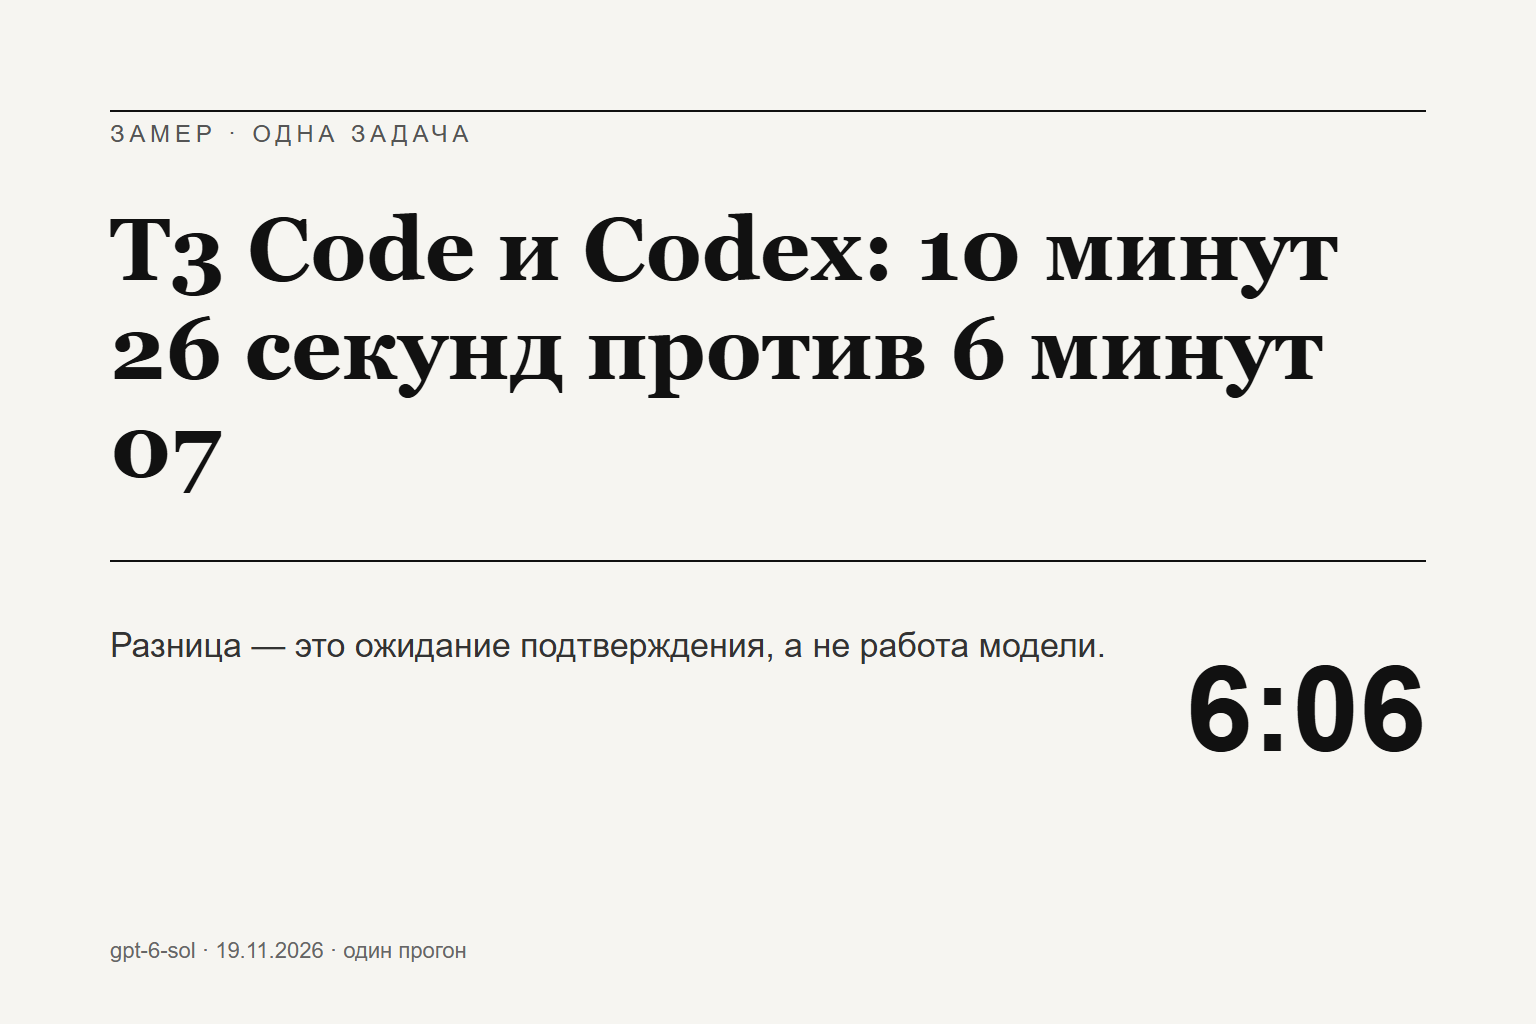 ЗАМЕР · ОДНА ЗАДАЧА
T3 Code и Codex: 10 минут
26 секунд против 6 минут
07
Разница — это ожидание подтверждения, а не работа модели.
6:06
gpt-6-sol · 19.11.2026 · один прогон